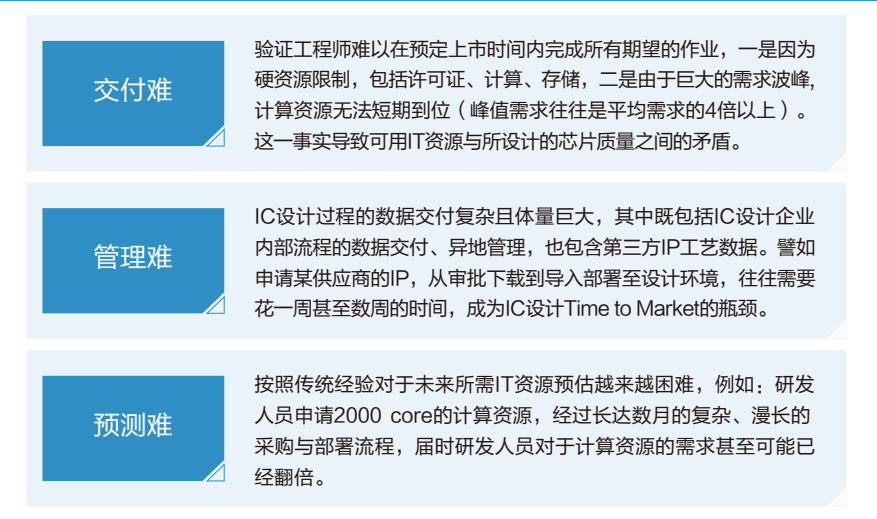 交付难
验证工程师难以在预定上市时间内完成所有期望的作业，一是因为
硬资源限制，包括许可证、计算、存储，二是由于巨大的需求波峰，
计算资源无法短期到位（峰值需求往往是平均需求的4倍以上）。
这一事实导致可用IT资源与所设计的芯片质量之间的矛盾。
管理难
IC设计过程的数据交付复杂且体量巨大，其中既包括IC设计企业
内部流程的数据交付、异地管理，也包含第三方IP工艺数据。譬如
申请某供应商的IP，从审批下载到导入部署至设计环境，往往需要
花一周甚至数周的时间，成为IC设计Time to Market的瓶颈。
预测难
按照传统经验对于未来所需IT资源预估越来越困难，例如：研发
人员申请2000 core的计算资源，经过长达数月的复杂、漫长的
采购与部署流程，届时研发人员对于计算资源的需求甚至可能已
经翻倍。